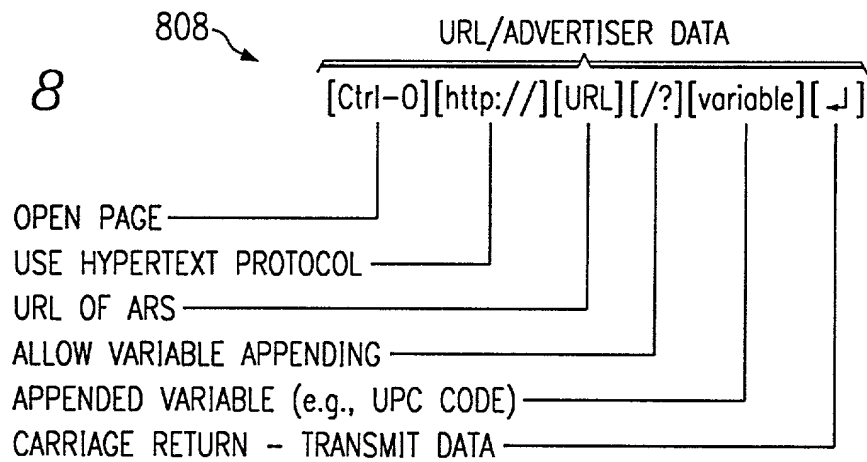 808
URL/ADVERTISER DATA
8
[Ctrl-O][http://][URL][/?][variable][↵]
OPEN PAGE
USE HYPERTEXT PROTOCOL
URL OF ARS
ALLOW VARIABLE APPENDING
APPENDED VARIABLE (e.g., UPC CODE)
CARRIAGE RETURN - TRANSMIT DATA